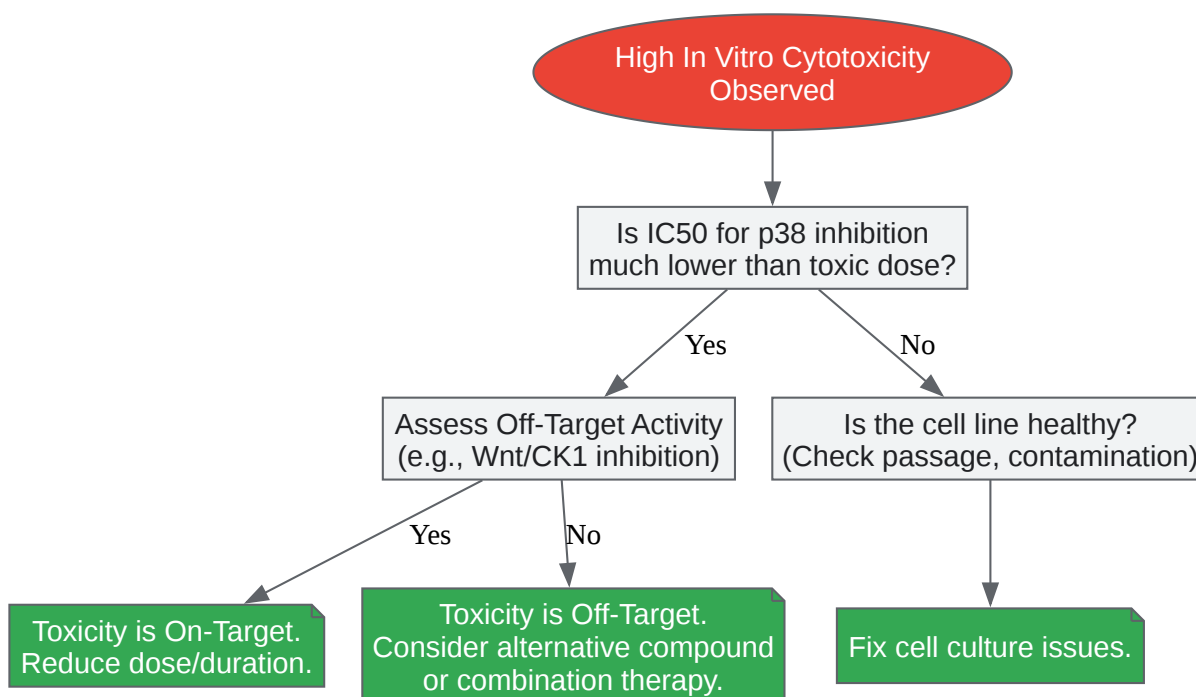 High In Vitro Cytotoxicity
Observed
Is IC50 for p38 inhibition
much lower than toxic dose?
Yes
No
Assess Off-Target Activity
(e.g., Wnt/CK1 inhibition)
Is the cell line healthy?
(Check passage, contamination)
Yes
No
Toxicity is On-Target.
Reduce dose/duration.
Toxicity is Off-Target.
Consider alternative compound
or combination therapy.
Fix cell culture issues.